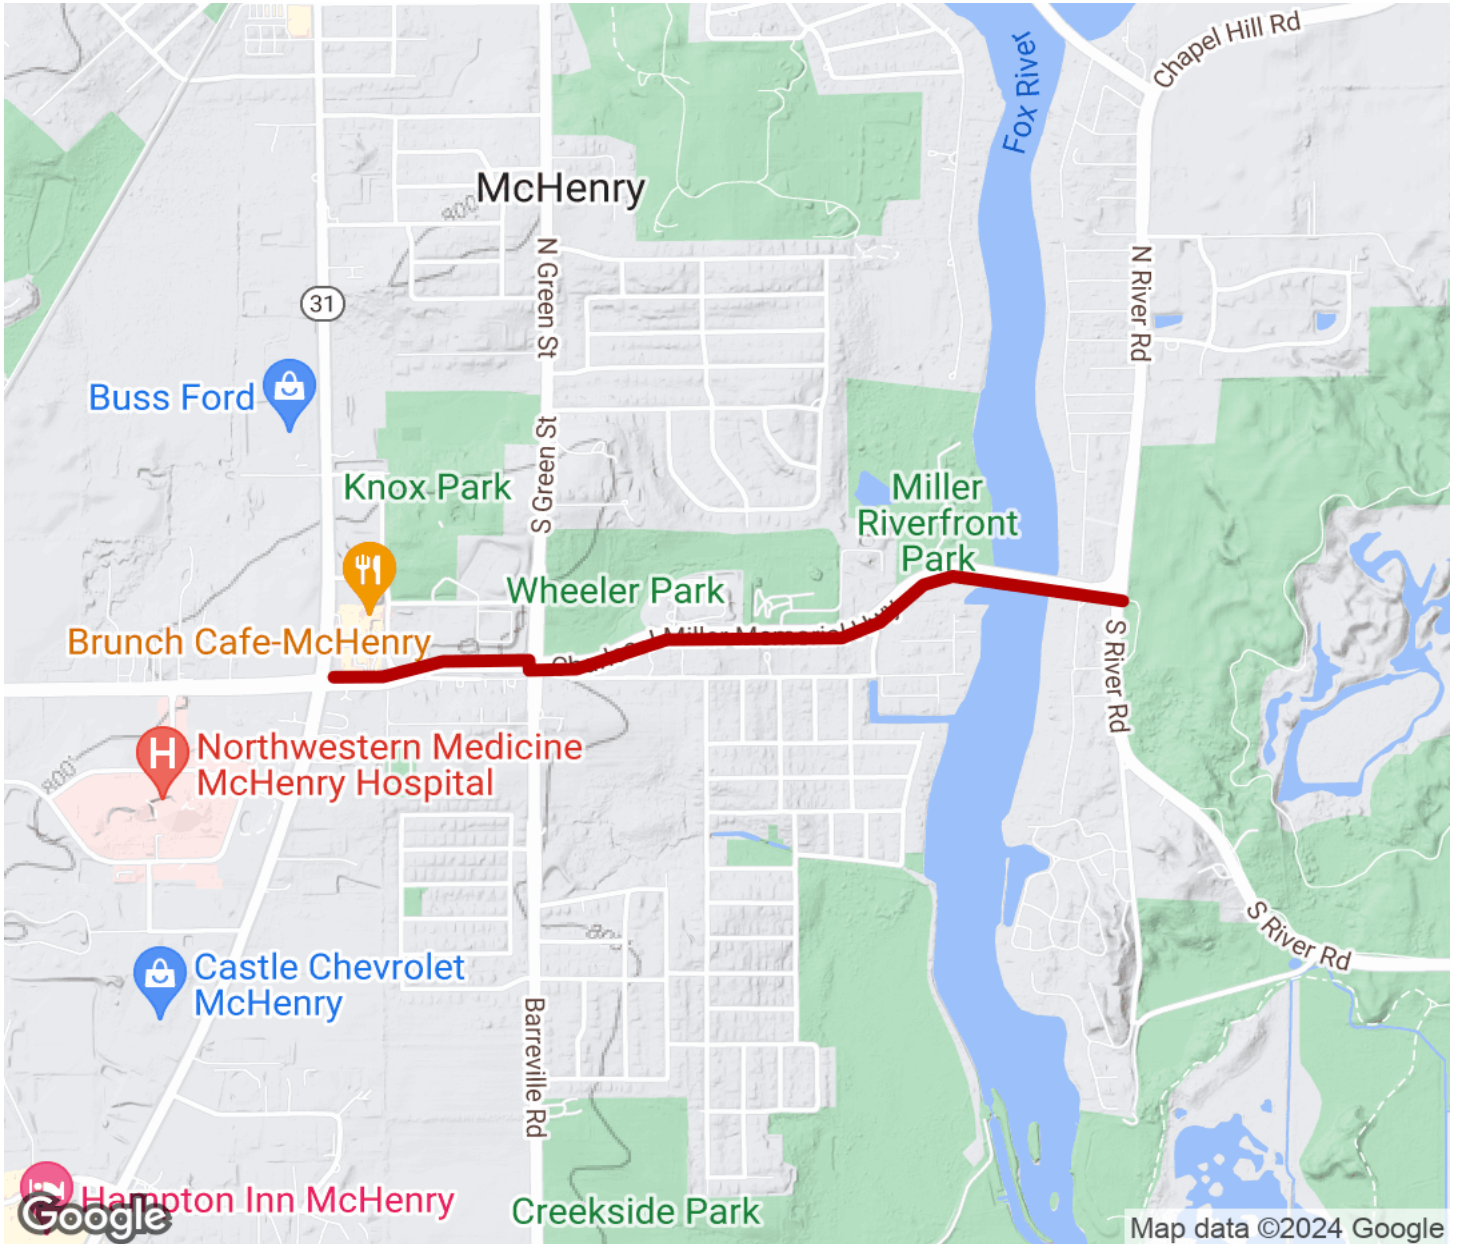 Chapel Hill Rd
Fox River
McHenry
800
N Green St
N River Rd
31
Buss Ford
S Green St
Knox Park
Miller
Riverfront
Park
Wheeler Park
Brunch Cafe-McHenry
S River Rd
H
Northwestern Medicine
McHenry Hospital
800
S River Rd
Castle Chevrolet
McHenry
Barreville Rd
Hampton Inn McHenry
Google
Creekside Park
Map data ©2024 Google